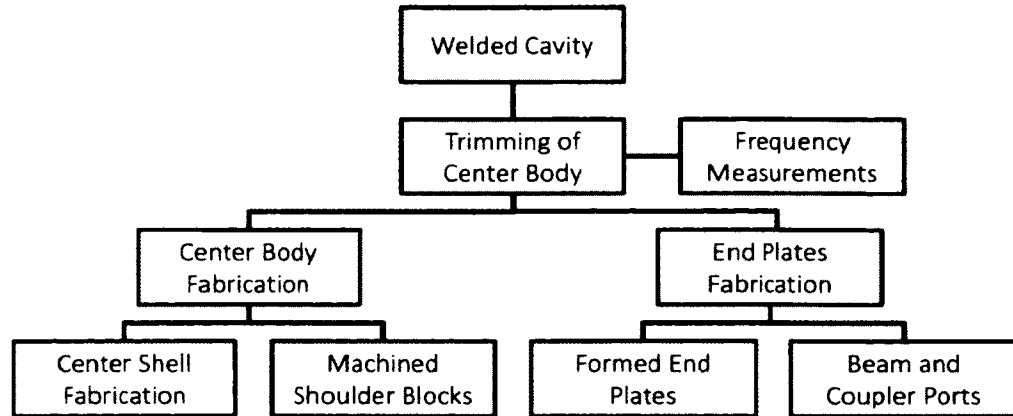 Welded Cavity
Trimming of
Center Body
Frequency
Measurements
Center Body
Fabrication
End Plates
Fabrication
Center Shell
Fabrication
Machined
Shoulder Blocks
Formed End
Plates
Beam and
Coupler Ports